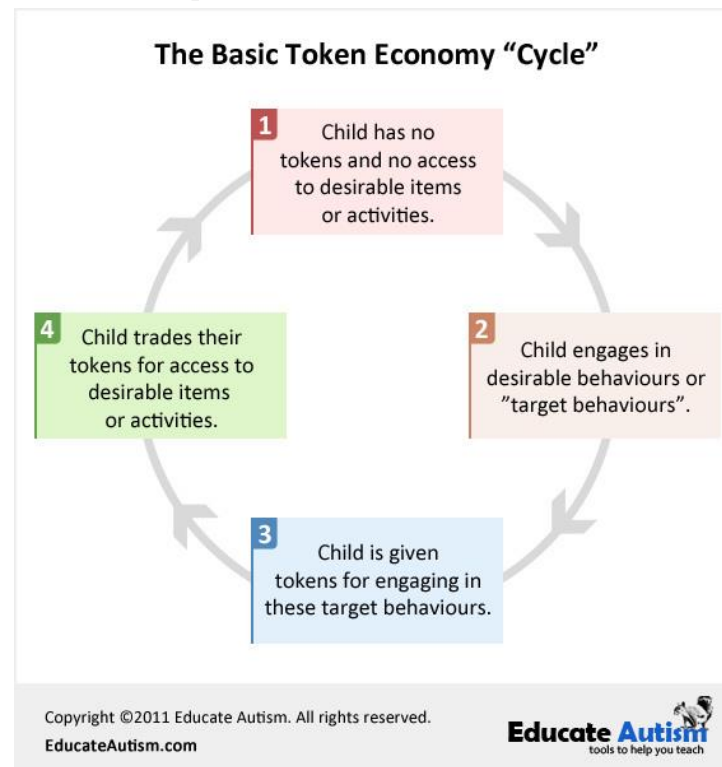 The Basic Token Economy “Cycle”
1
Child has no
tokens and no access
to desirable items
or activities.
2
Child engages in
desirable behaviours or
”target behaviours”.
3
Child is given
tokens for engaging in
these target behaviours.
4
Child trades their
tokens for access to
desirable items
or activities.
Copyright ©2011 Educate Autism. All rights reserved.
EducateAutism.com
Educate Autism
tools to help you teach